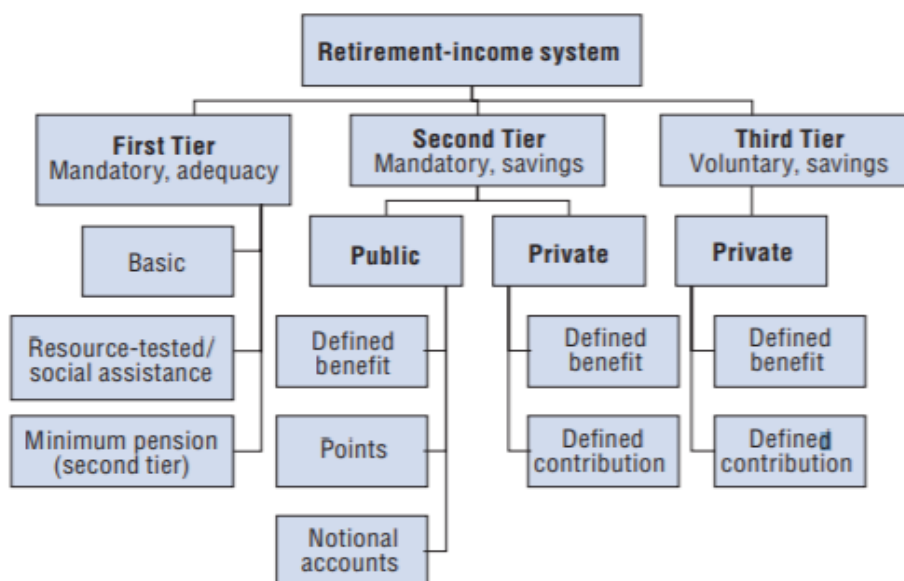 Retirement-income system
First Tier
Mandatory, adequacy
Second Tier
Mandatory, savings
Third Tier
Voluntary, savings
Basic
Resource-tested/
social assistance
Minimum pension
(second tier)
Public
Defined
benefit
Points
Notional
accounts
Private
Defined
benefit
Defined
contribution
Private
Defined
benefit
Defined
contribution